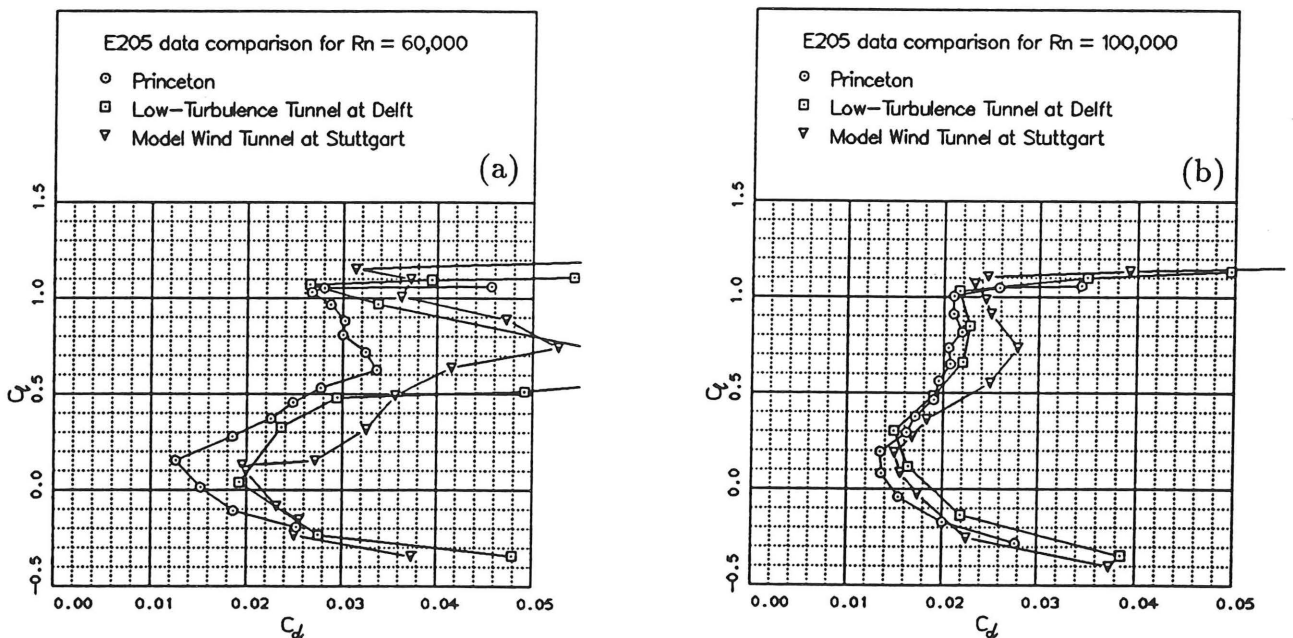 E205 data comparison for Rn = 60,000
Princeton
Low-Turbulence Tunnel at Delft
Model Wind Tunnel at Stuttgart
(a)
1.5
1.0
0.5
0.0
-0.5
Cℓ
0.00 0.01 0.02 0.03 0.04 0.05
Cd
E205 data comparison for Rn = 100,000
Princeton
Low-Turbulence Tunnel at Delft
Model Wind Tunnel at Stuttgart
(b)
1.5
1.0
0.5
0.0
-0.5
Cℓ
0.00 0.01 0.02 0.03 0.04 0.05
Cd